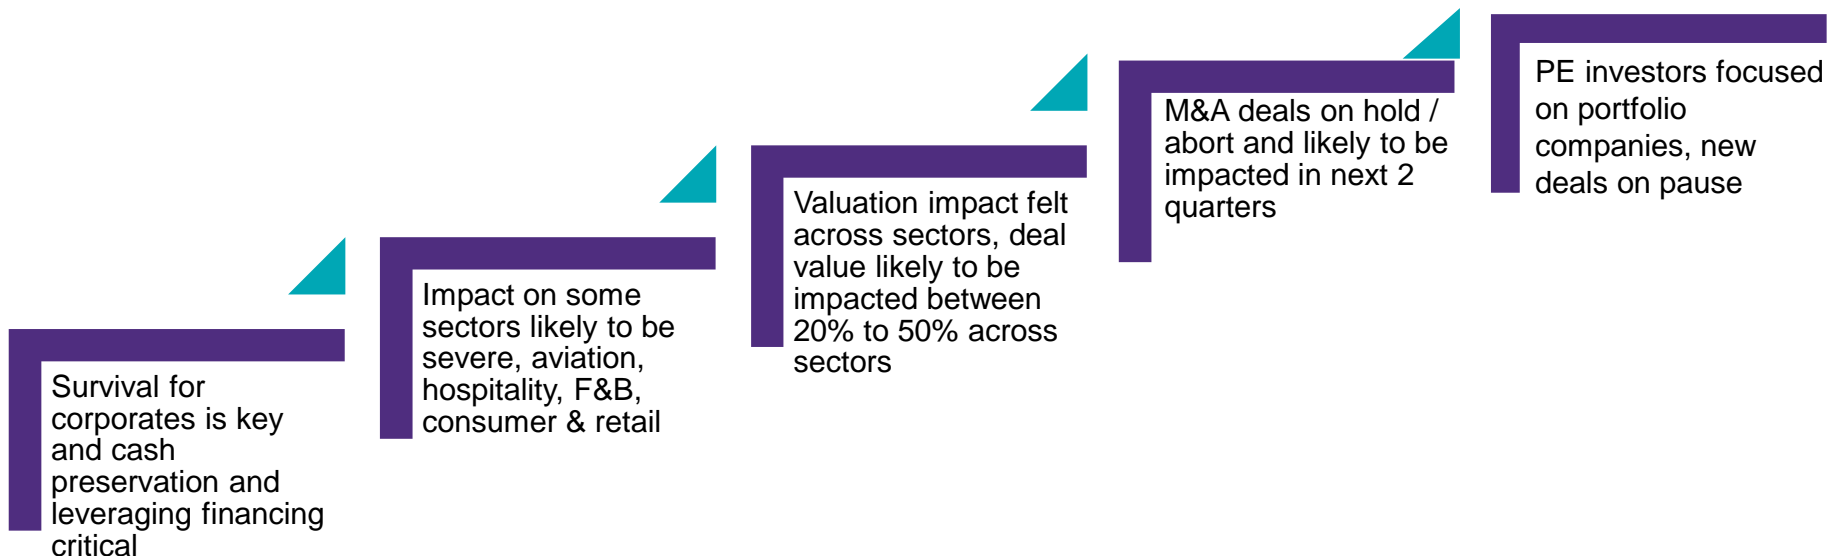 Survival for
corporates is key
and cash
preservation and
leveraging financing
critical
Impact on some
sectors likely to be
severe, aviation,
hospitality, F&B,
consumer & retail
Valuation impact felt
across sectors, deal
value likely to be
impacted between
20% to 50% across
sectors
M&A deals on hold /
abort and likely to be
impacted in next 2
quarters
PE investors focused
on portfolio
companies, new
deals on pause